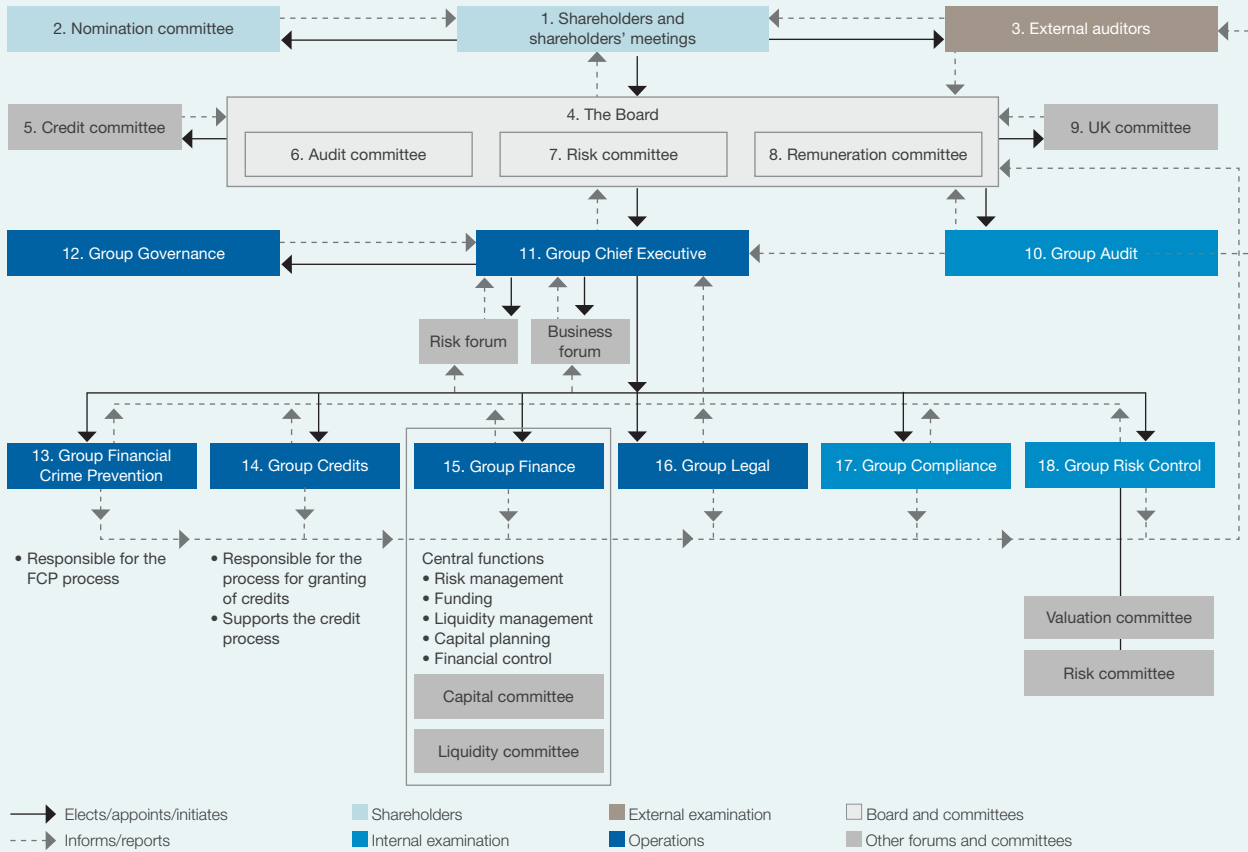 2. Nomination committee
1. Shareholders and
shareholders’ meetings
3. External auditors
4. The Board
5. Credit committee
6. Audit committee
7. Risk committee
8. Remuneration committee
9. UK committee
12. Group Governance
11. Group Chief Executive
10. Group Audit
Risk forum
Business
forum
13. Group Financial
Crime Prevention
14. Group Credits
15. Group Finance
16. Group Legal
17. Group Compliance
18. Group Risk Control
• Responsible for the
FCP process
• Responsible for the
process for granting
of credits
• Supports the credit
process
Central functions
• Risk management
• Funding
• Liquidity management
• Capital planning
• Financial control
Capital committee
Liquidity committee
Valuation committee
Risk committee
Elects/appoints/initiates
Shareholders
External examination
Board and committees
Informs/reports
Internal examination
Operations
Other forums and committees